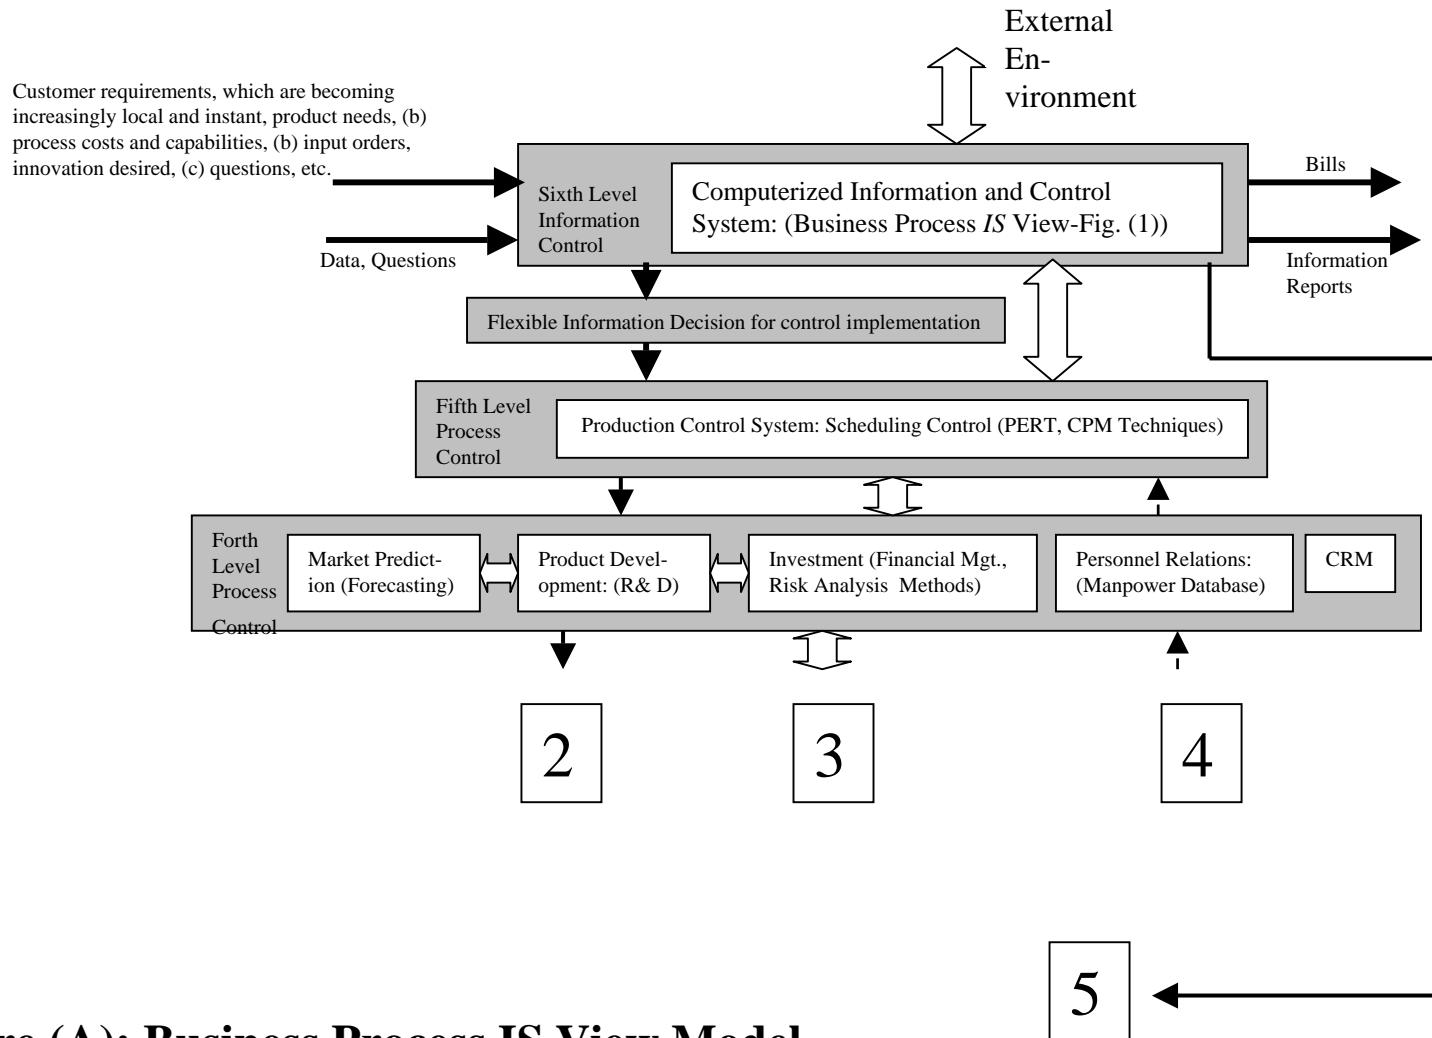 External
En-
vironment
Customer requirements, which are becoming
increasingly local and instant, product needs, (b)
process costs and capabilities, (b) input orders,
innovation desired, (c) questions, etc.
Bills
Sixth Level
Information
Control
Computerized Information and Control
System: (Business Process IS View-Fig. (1))
Data, Questions
Information
Reports
Flexible Information Decision for control implementation
Fifth Level
Process
Control
Production Control System: Scheduling Control (PERT, CPM Techniques)
Forth
Level
Process
Control
Market Predict-
ion (Forecasting)
Product Devel-
opment: (R& D)
Investment (Financial Mgt.,
Risk Analysis Methods)
Personnel Relations:
(Manpower Database)
CRM
2
3
4
5
re (A): Business Process IS View Model